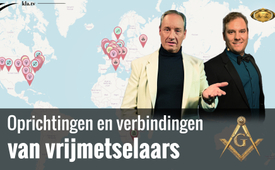 kla.tv
Oprichtingen en verbindingen
van vrijmetselaars
G